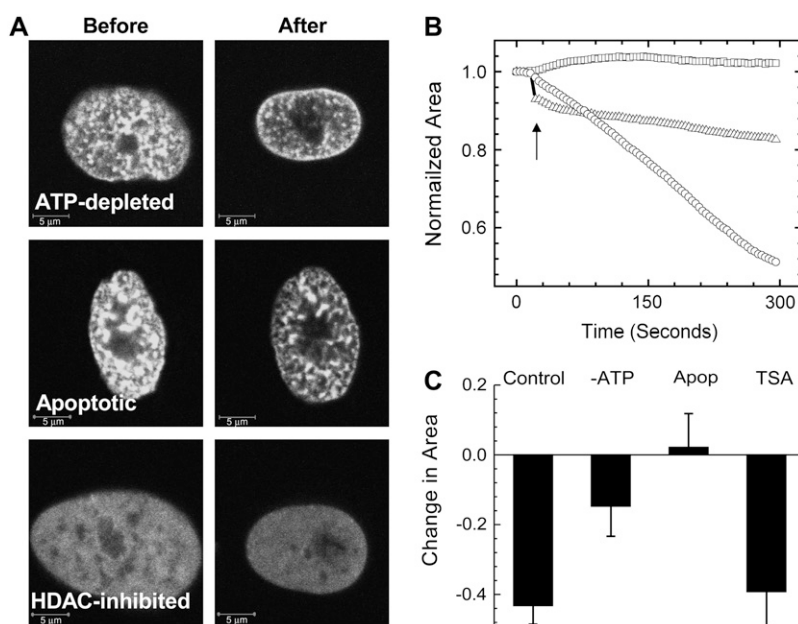 A
Before
After
ATP-depleted
5 µm
5 µm
Apoptotic
5 µm
5 µm
HDAC-inhibited
5 µm
5 µm
B
Normailzed Area
1.0
0.8
0.6
0
150
300
Time (Seconds)
C
Control
-ATP
Apop
TSA
Change in Area
0.2
0.0
-0.2
-0.4